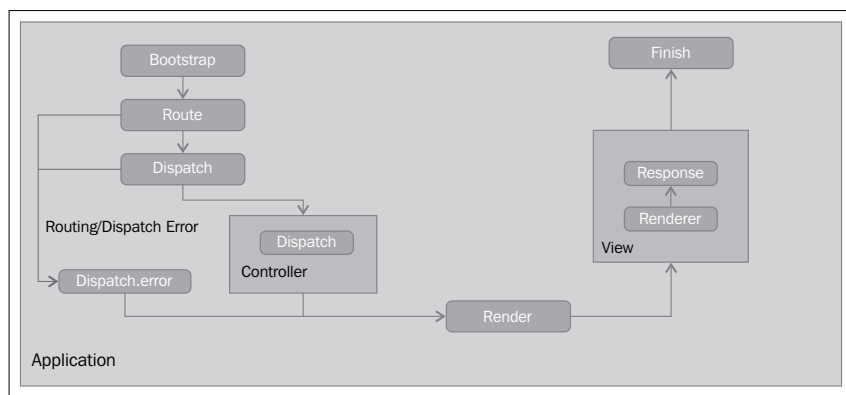 Bootstrap
Finish
Route
Dispatch
Response
Routing/Dispatch Error
Renderer
Dispatch
View
Controller
Dispatch.error
Render
Application